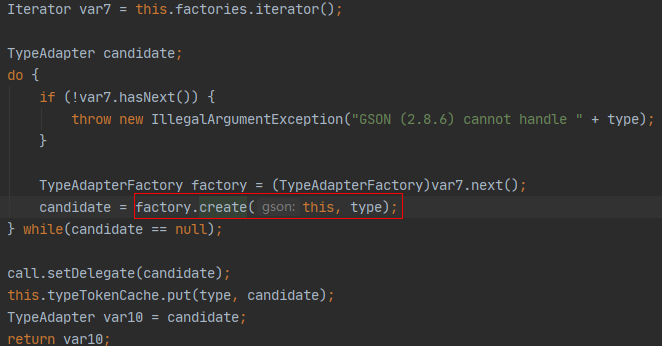 Iterator var7 = this.factories.iterator();
TypeAdapter candidate;
do {
if (!var7.hasNext()) {
throw new IllegalArgumentException("GSON (2.8.6) cannot handle " + type);
}
TypeAdapterFactory factory = (TypeAdapterFactory)var7.next();
candidate = factory.create( gson: this, type);
} while(candidate == null);
call.setDelegate(candidate);
this.typeTokenCache.put(type, candidate);
TypeAdapter var10 = candidate;
return var10;